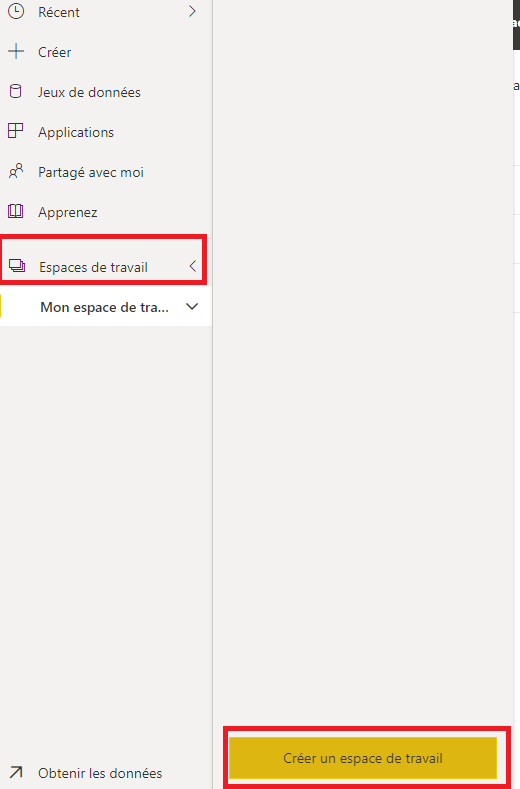 Récent
Créer
Jeux de données
Applications
Partagé avec moi
Apprenez
Espaces de travail
Mon espace de tra...
Créer un espace de travail
Obtenir les données